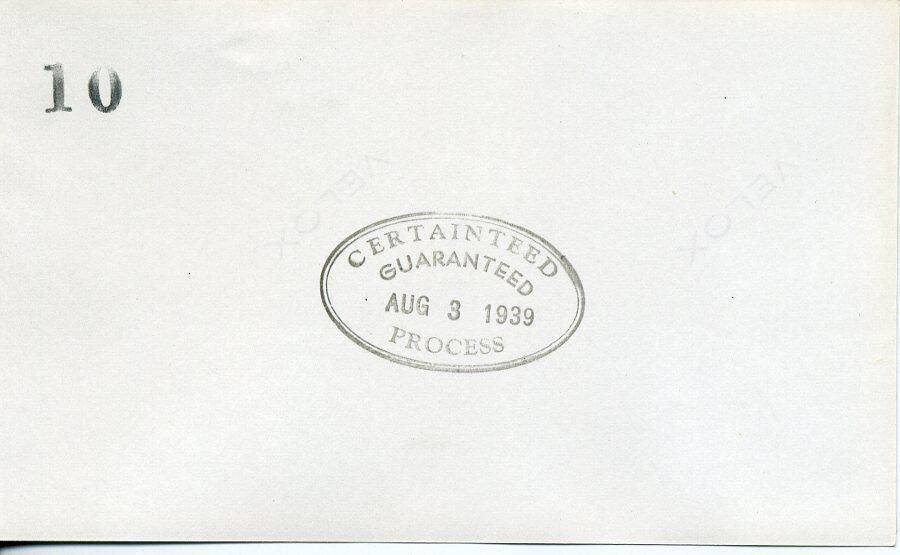 10
VELOX
VELOX
CERTAINTEED
GUARANTEED
AUG 3 1939
PROCESS